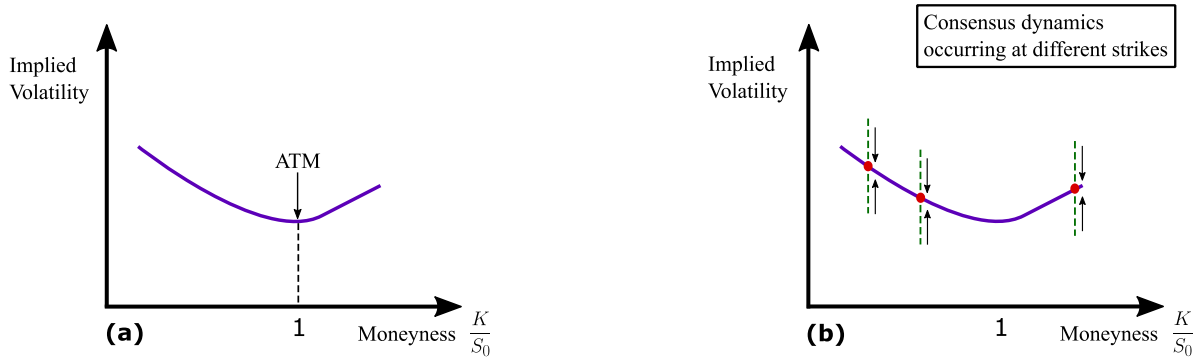 Implied
Volatility
ATM
(a)
1
Moneyness K/S₀
Consensus dynamics
occurring at different strikes
Implied
Volatility
(b)
1
Moneyness K/S₀